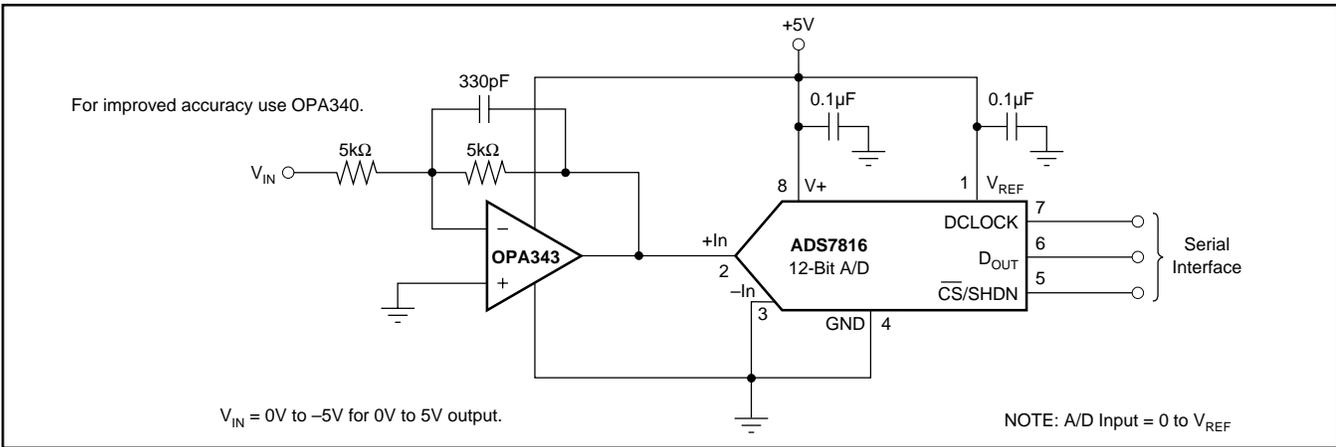 +5V
330pF
For improved accuracy use OPA340.
0.1µF
0.1µF
5kΩ
5kΩ
V_IN
8 V+
1 V_REF
–
OPA343
+
+In
2
–In
3
ADS7816
12-Bit A/D
DCLOCK
7
D_OUT
6
C̅S̅/SHDN
5
Serial
Interface
GND 4
V_IN = 0V to –5V for 0V to 5V output.
NOTE: A/D Input = 0 to V_REF